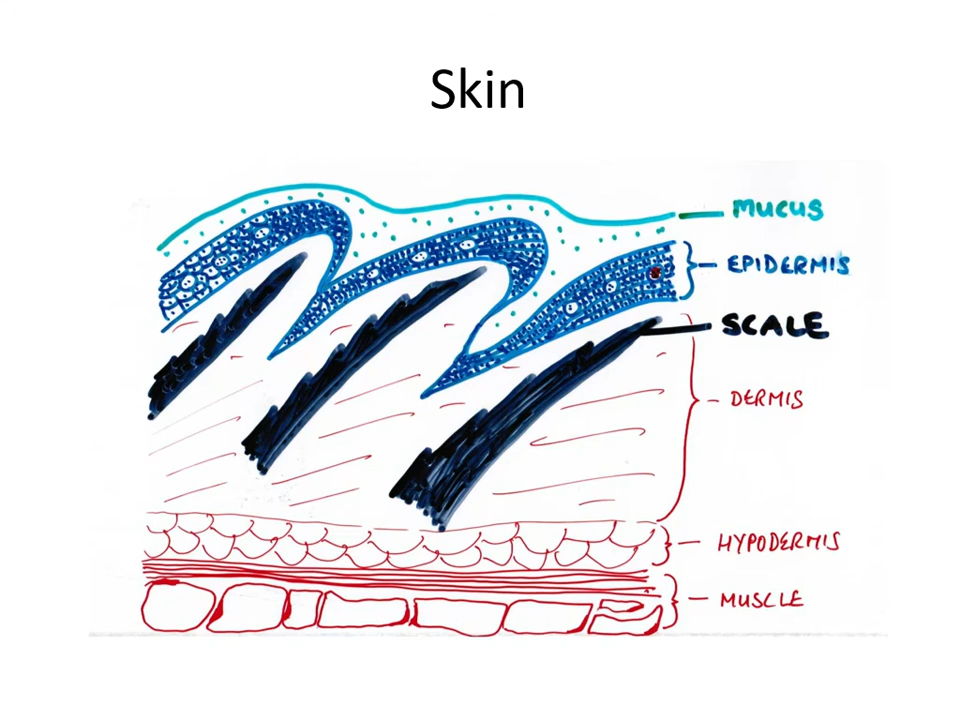 Skin
MUCUS
EPIDERMIS
SCALE
DERMIS
HYPODERMIS
MUSCLE